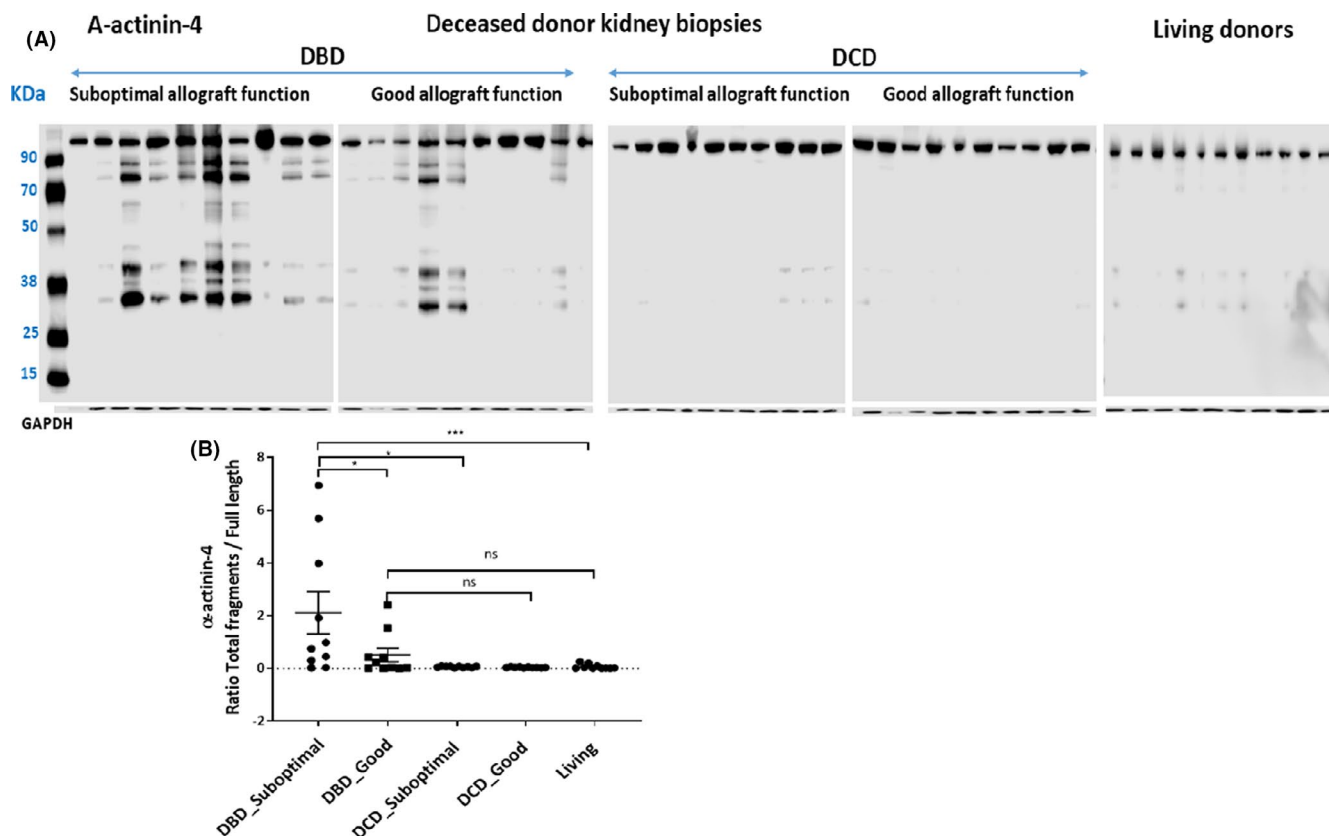 (A)
A-actinin-4
Deceased donor kidney biopsies
Living donors
DBD
DCD
KDa
Suboptimal allograft function
Good allograft function
Suboptimal allograft function
Good allograft function
90
70
50
38
25
15
GAPDH
(B)
α-actinin-4
Ratio Total fragments / Full length
8
6
4
2
0
-2
***
*
*
ns
ns
DBD_Suboptimal
DBD_Good
DCD_Suboptimal
DCD_Good
Living